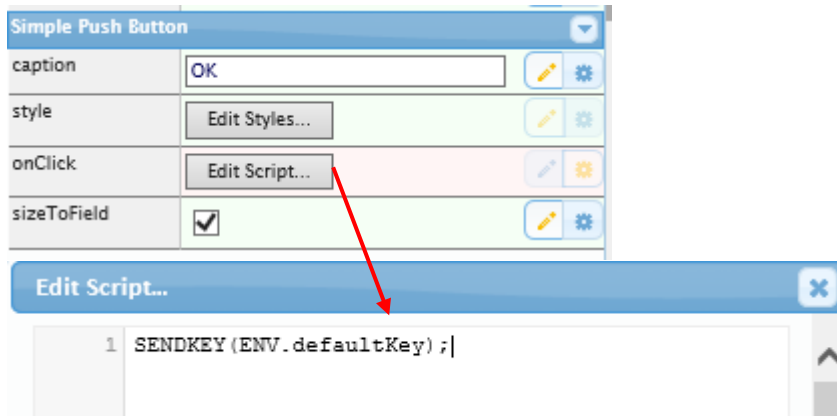 Simple Push Button
caption OK
style Edit Styles...
onClick Edit Script...
sizeToField
Edit Script...
1 SENDKEY(ENV.defaultKey);